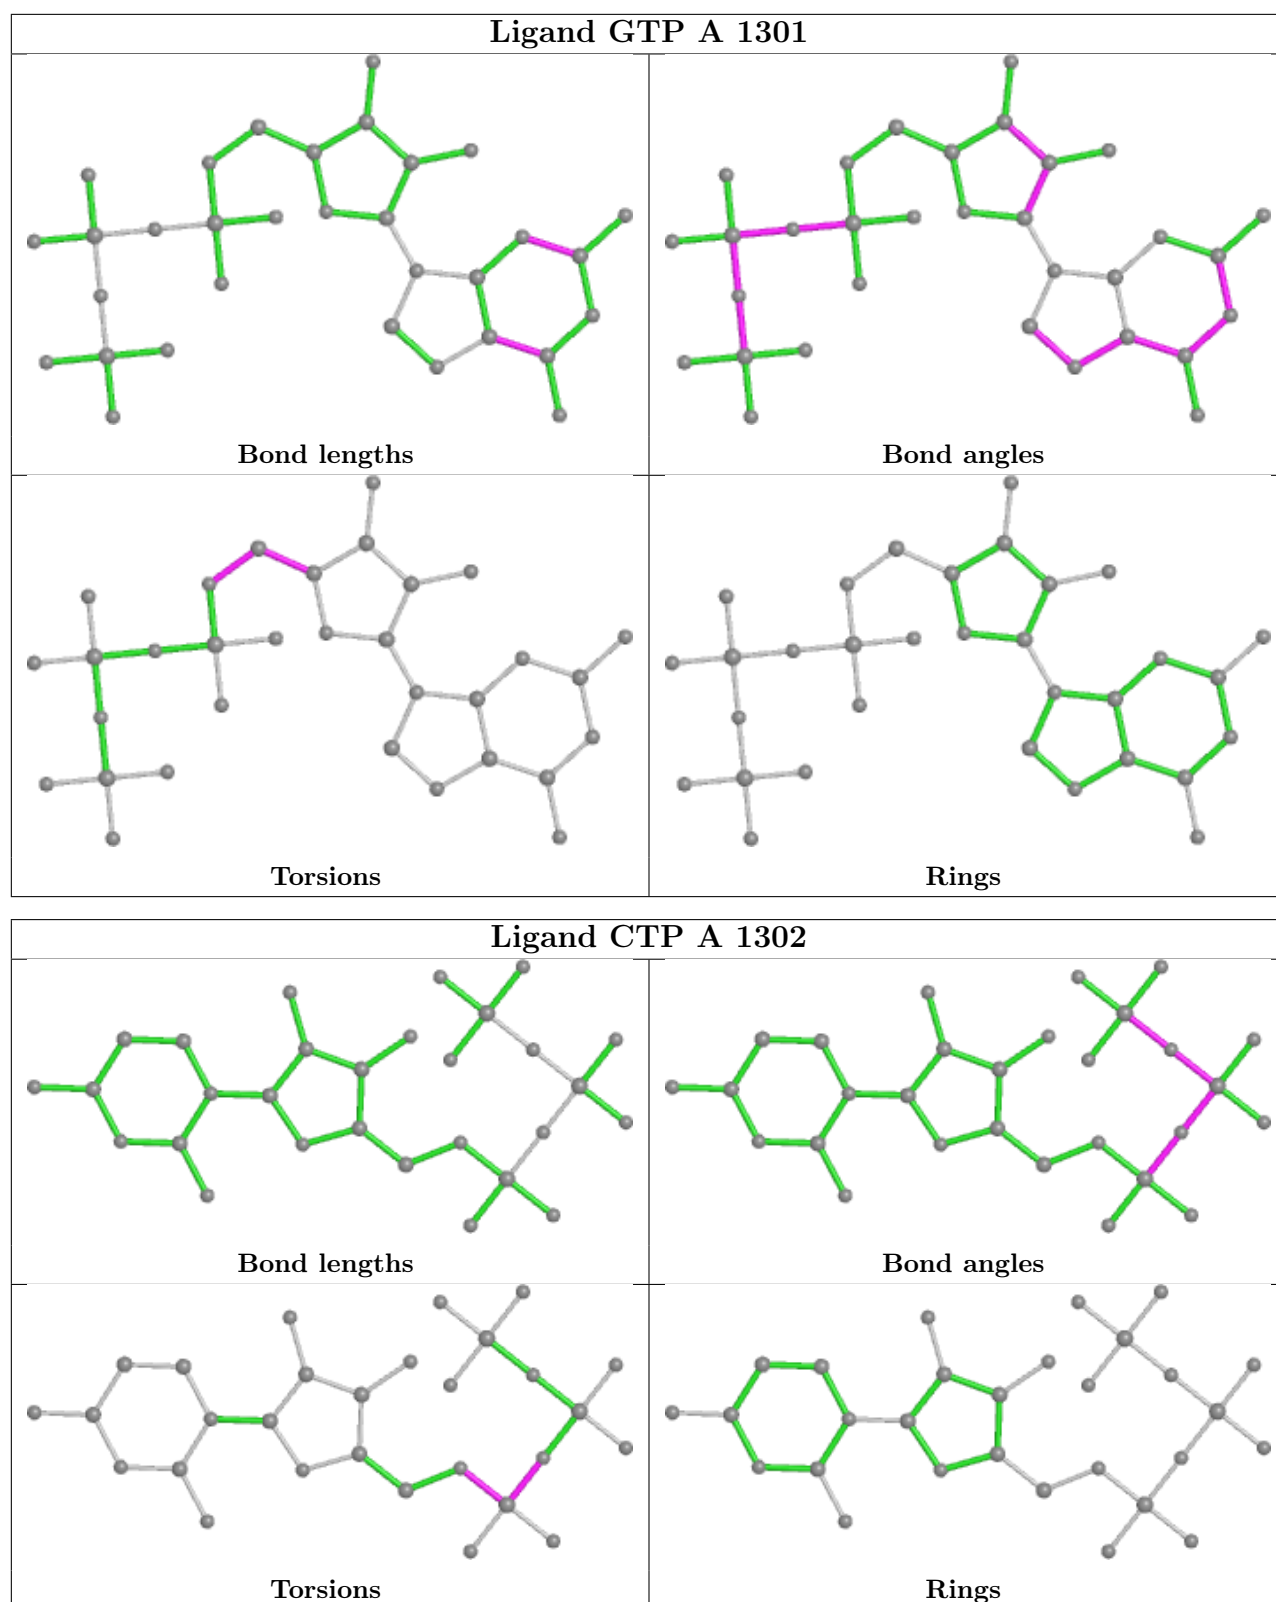 Ligand GTP A 1301
Bond lengths
Bond angles
Torsions
Rings
Ligand CTP A 1302
Bond lengths
Bond angles
Torsions
Rings